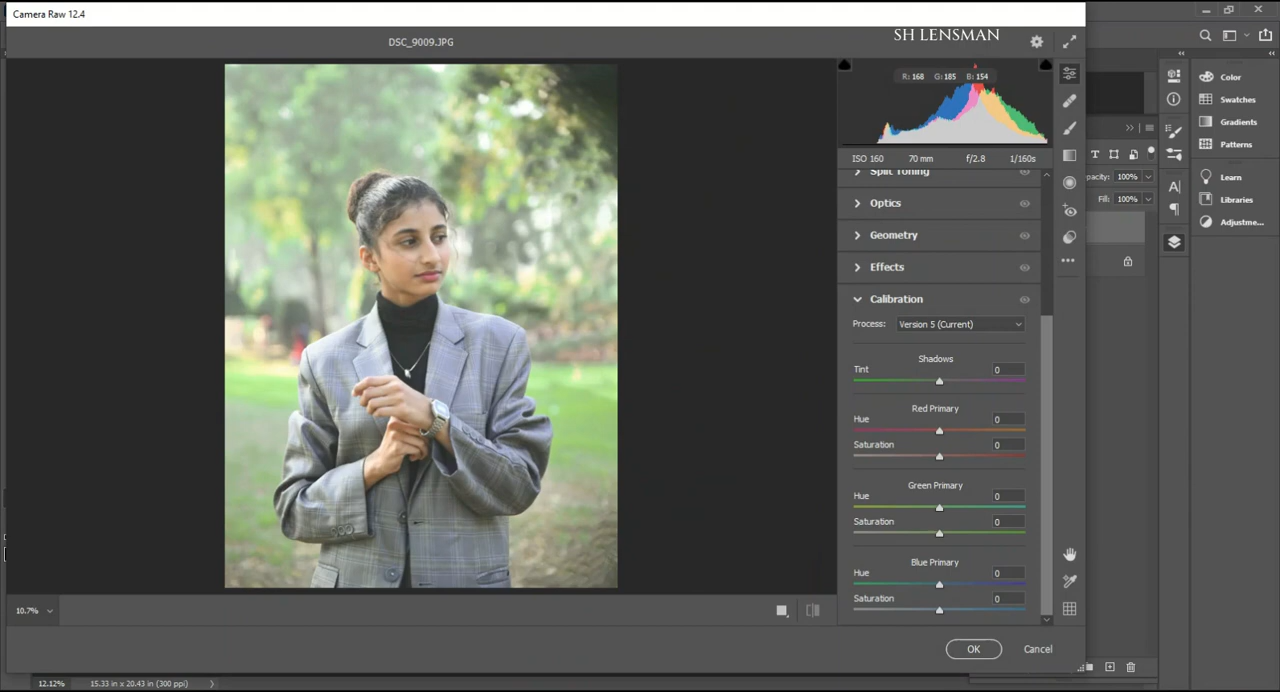 Camera Raw 12.4
DSC_9009.JPG
SH LENSMAN
R: 168 G: 185 B: 154
ISO 160 70 mm f/2.8 1/160s
Split Toning
Optics
Geometry
Effects
Calibration
Process: Version 5 (Current)
Shadows
Tint 0
Red Primary
Hue 0
Saturation 0
Green Primary
Hue 0
Saturation 0
Blue Primary
Hue 0
Saturation 0
10.7%
OK Cancel
12.12% 15.33 in x 20.43 in (300 ppi)
pacity: 100%
Fill: 100%
Color
Swatches
Gradients
Patterns
Learn
Libraries
Adjustme...